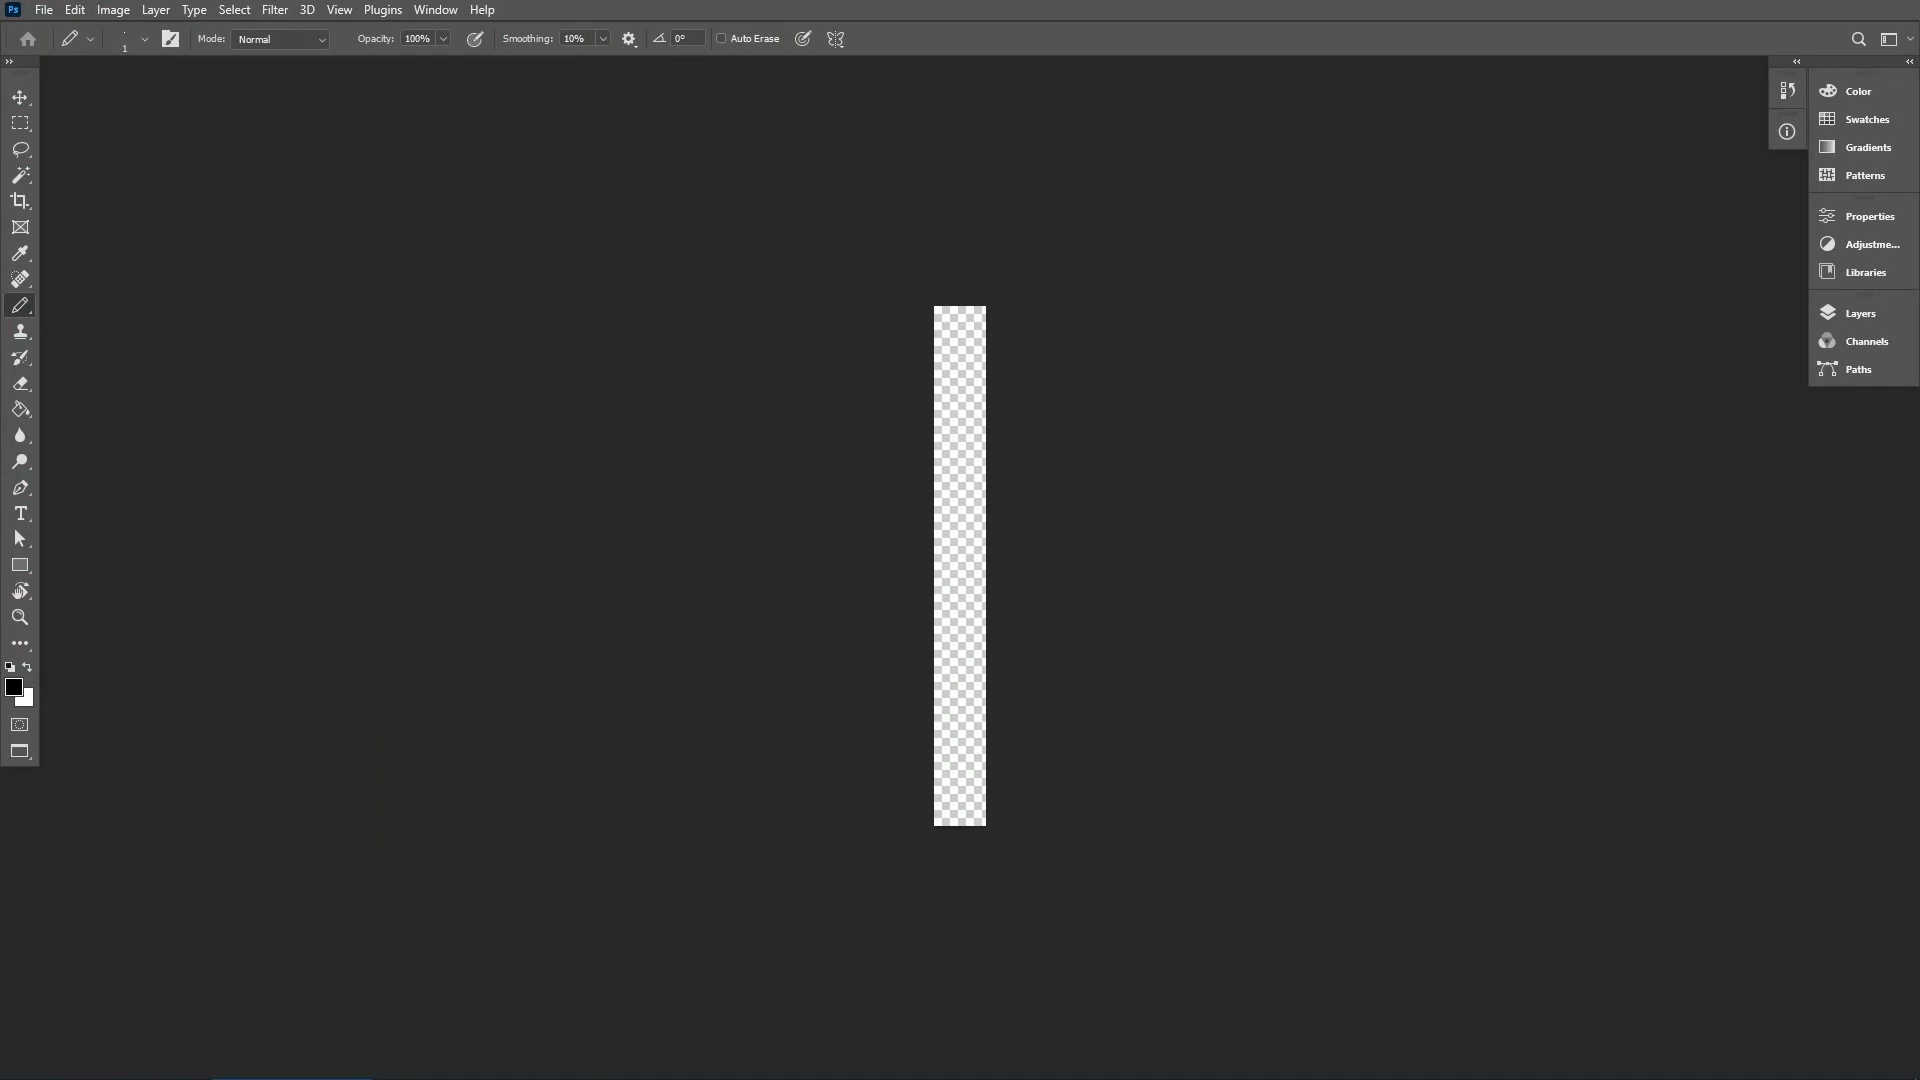 Ps File Edit Image Layer Type Select Filter 3D View Plugins Window Help
1 Mode: Normal Opacity: 100% Smoothing: 10% 0° Auto Erase
Color
Swatches
Gradients
Patterns
Properties
Adjustme...
Libraries
Layers
Channels
Paths